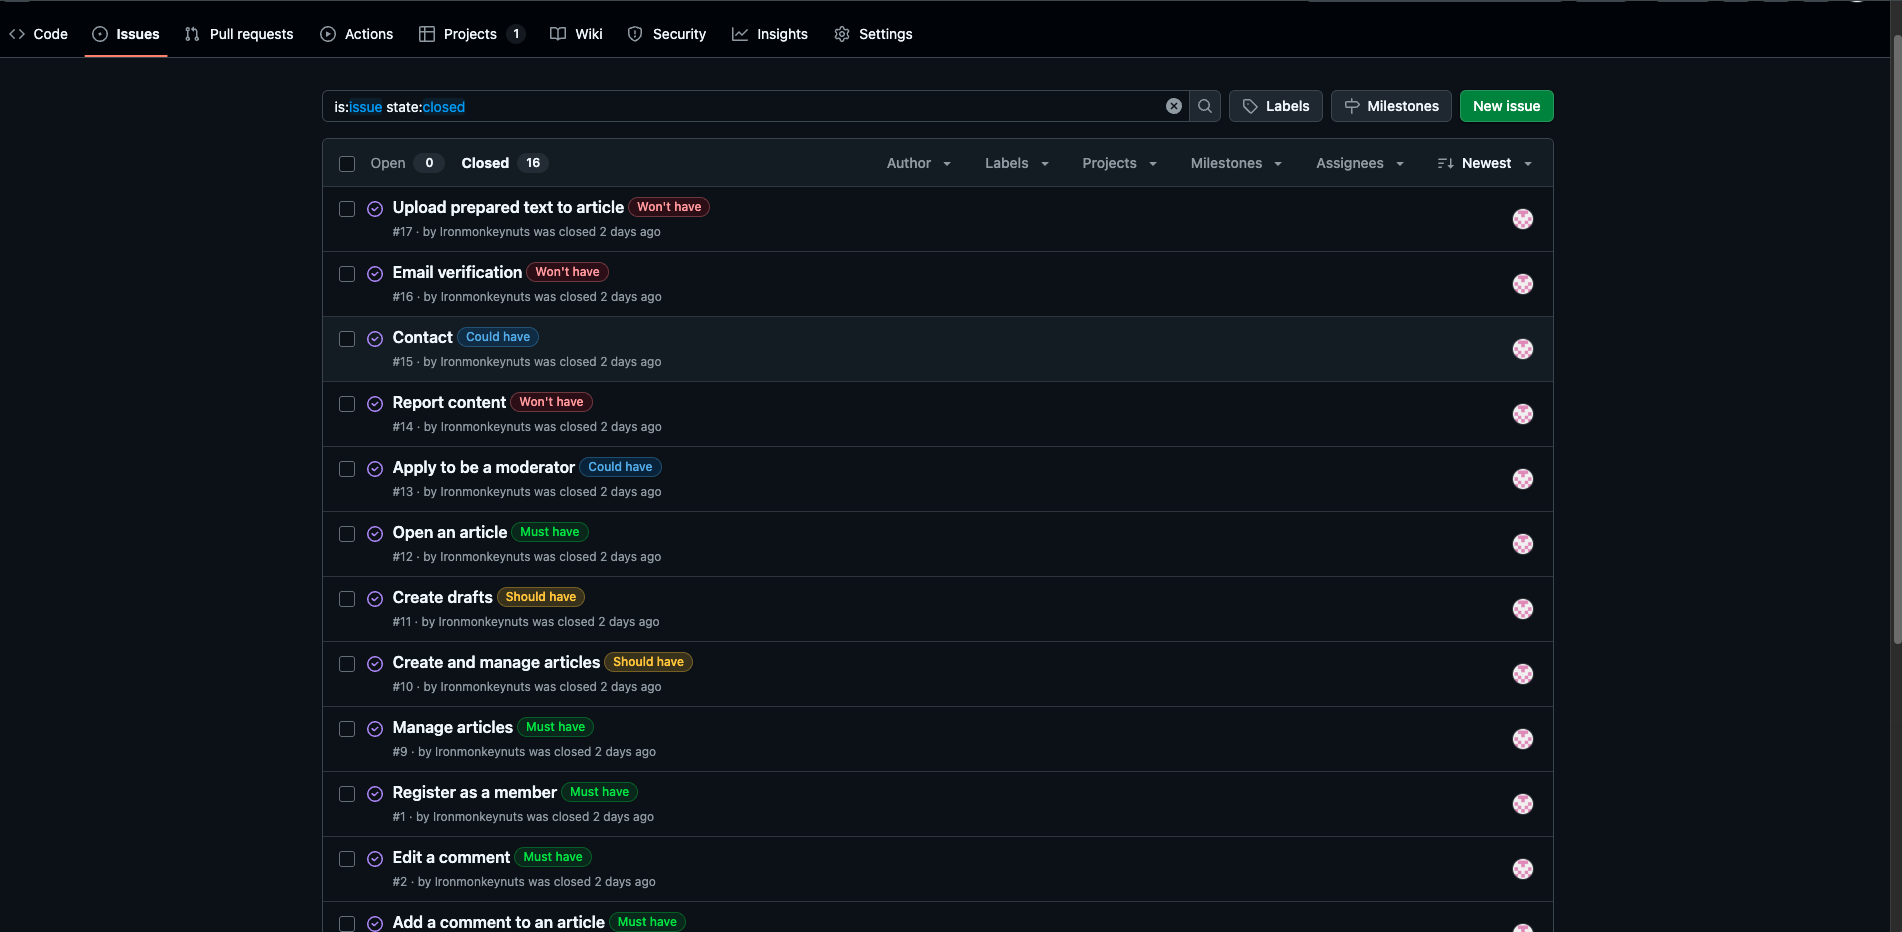 Code Issues Pull requests Actions Projects 1 Wiki Security Insights Settings
is:issue state:closed Labels Milestones New issue
Open 0 Closed 16 Author Labels Projects Milestones Assignees Newest
Upload prepared text to article Won't have
#17 · by Ironmonkeynuts was closed 2 days ago
Email verification Won't have
#16 · by Ironmonkeynuts was closed 2 days ago
Contact Could have
#15 · by Ironmonkeynuts was closed 2 days ago
Report content Won't have
#14 · by Ironmonkeynuts was closed 2 days ago
Apply to be a moderator Could have
#13 · by Ironmonkeynuts was closed 2 days ago
Open an article Must have
#12 · by Ironmonkeynuts was closed 2 days ago
Create drafts Should have
#11 · by Ironmonkeynuts was closed 2 days ago
Create and manage articles Should have
#10 · by Ironmonkeynuts was closed 2 days ago
Manage articles Must have
#9 · by Ironmonkeynuts was closed 2 days ago
Register as a member Must have
#1 · by Ironmonkeynuts was closed 2 days ago
Edit a comment Must have
#2 · by Ironmonkeynuts was closed 2 days ago
Add a comment to an article Must have